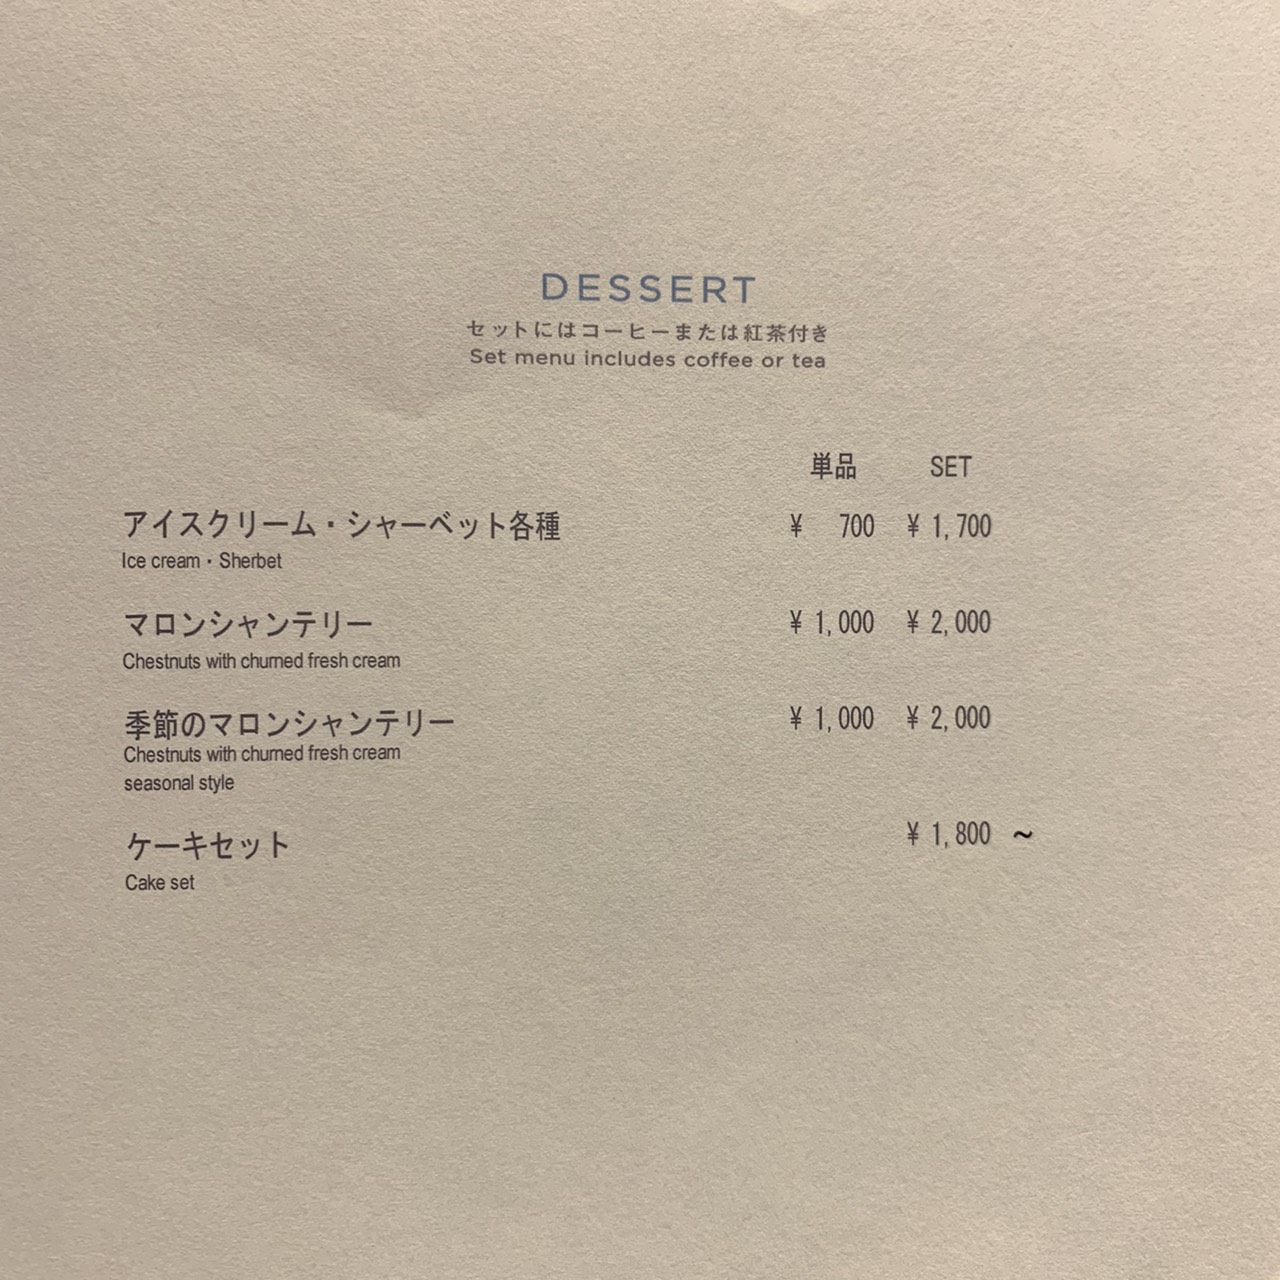 DESSERT
セットにはコーヒーまたは紅茶付き
Set menu includes coffee or tea
単品 SET
アイスクリーム・シャーベット各種 ¥ 700 ¥ 1,700
Ice cream・Sherbet
マロンシャンテリー ¥ 1,000 ¥ 2,000
Chestnuts with churned fresh cream
季節のマロンシャンテリー ¥ 1,000 ¥ 2,000
Chestnuts with churned fresh cream
seasonal style
ケーキセット ¥ 1,800 ~
Cake set